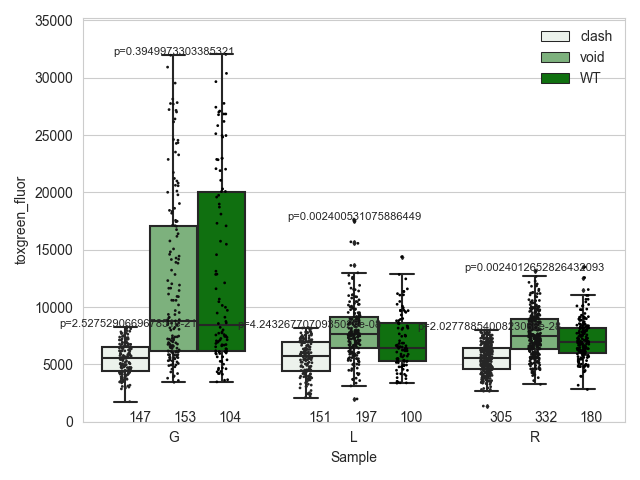 35000
30000
25000
20000
15000
10000
5000
0
toxgreen_fluor
clash
void
WT
p=0.3949973303385321
p=0.002400531075886449
p=0.0024012652826432093
147
153
104
151
197
100
305
332
180
G
L
R
Sample